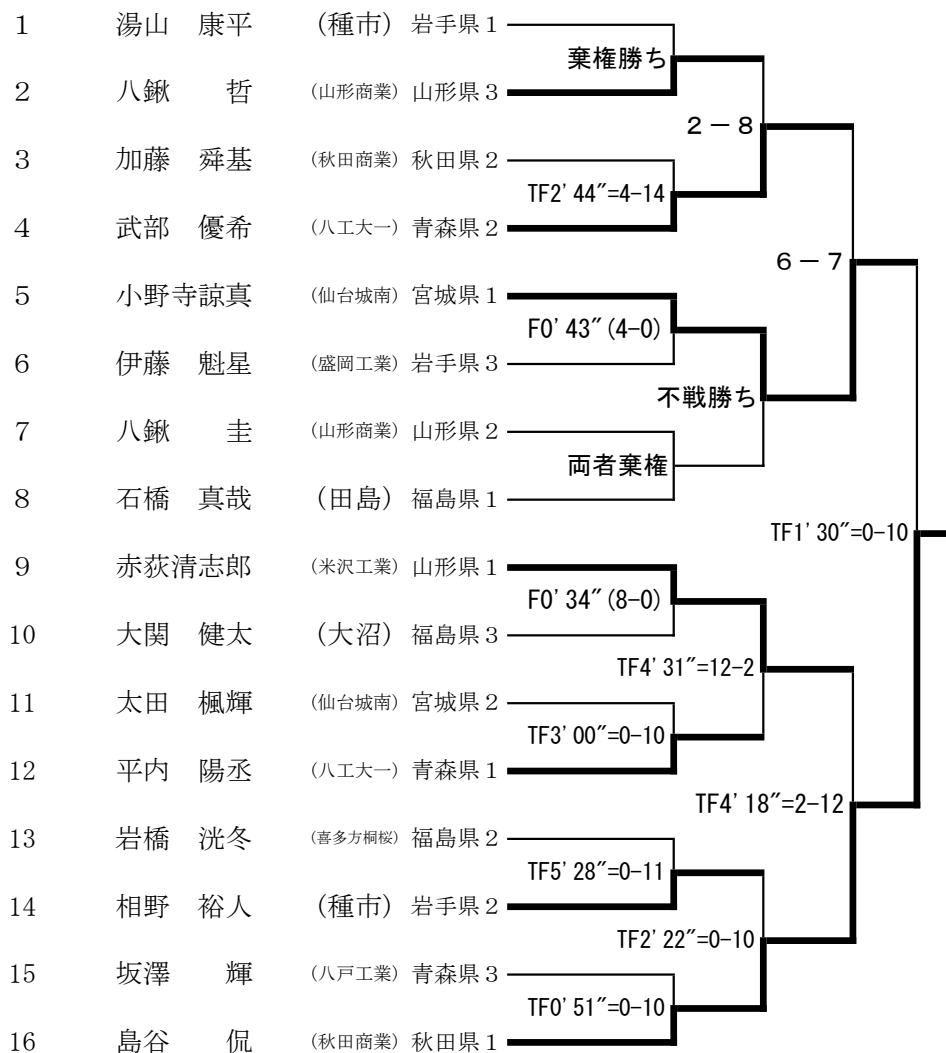 1 湯山 康平 (種市) 岩手県 1
棄権勝ち
2 八鍬 哲 (山形商業) 山形県 3
2－8
3 加藤 舜基 (秋田商業) 秋田県 2
TF2'44"=4-14
4 武部 優希 (八工大一) 青森県 2
6－7
5 小野寺諒真 (仙台城南) 宮城県 1
F0'43"(4-0)
6 伊藤 魁星 (盛岡工業) 岩手県 3
不戦勝ち
7 八鍬 圭 (山形商業) 山形県 2
両者棄権
8 石橋 真哉 (田島) 福島県 1
TF1'30"=0-10
9 赤荻清志郎 (米沢工業) 山形県 1
F0'34"(8-0)
10 大関 健太 (大沼) 福島県 3
TF4'31"=12-2
11 太田 楓輝 (仙台城南) 宮城県 2
TF3'00"=0-10
12 平内 陽丞 (八工大一) 青森県 1
TF4'18"=2-12
13 岩橋 洸冬 (喜多方桐桜) 福島県 2
TF5'28"=0-11
14 相野 裕人 (種市) 岩手県 2
TF2'22"=0-10
15 坂澤 輝 (八戸工業) 青森県 3
TF0'51"=0-10
16 島谷 侃 (秋田商業) 秋田県 1